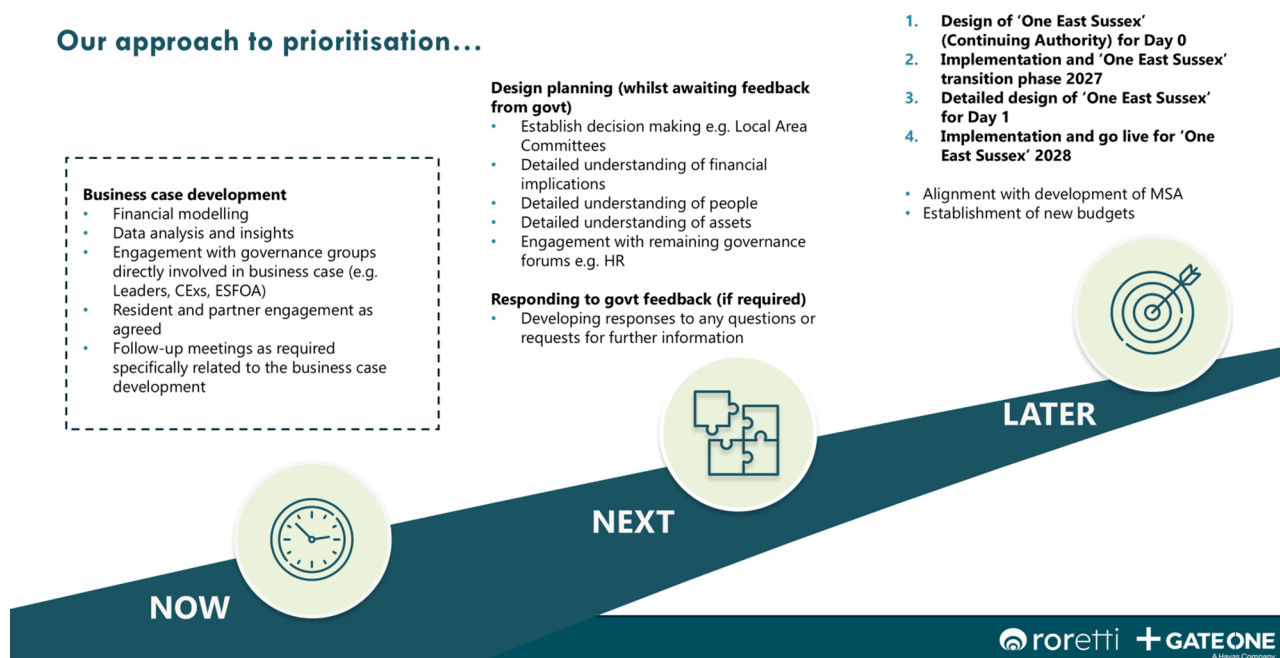 Our approach to prioritisation...
Business case development
• Financial modelling
• Data analysis and insights
• Engagement with governance groups
directly involved in business case (e.g.
Leaders, CExs, ESFOA)
• Resident and partner engagement as
agreed
• Follow-up meetings as required
specifically related to the business case
development
NOW
Design planning (whilst awaiting feedback
from govt)
• Establish decision making e.g. Local Area
Committees
• Detailed understanding of financial
implications
• Detailed understanding of people
• Detailed understanding of assets
• Engagement with remaining governance
forums e.g. HR
Responding to govt feedback (if required)
• Developing responses to any questions or
requests for further information
NEXT
1. Design of ‘One East Sussex’
(Continuing Authority) for Day 0
2. Implementation and ‘One East Sussex’
transition phase 2027
3. Detailed design of ‘One East Sussex’
for Day 1
4. Implementation and go live for ‘One
East Sussex’ 2028
• Alignment with development of MSA
• Establishment of new budgets
LATER
roretti
GATEONE
A Havas Company